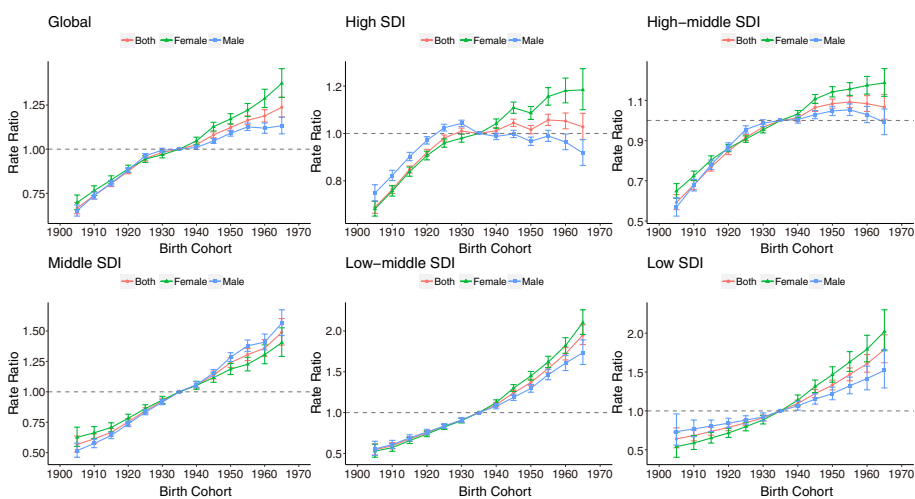 Global
Both Female Male
Rate Ratio
1.25
1.00
0.75
1900 1910 1920 1930 1940 1950 1960 1970
Birth Cohort
High SDI
Both Female Male
Rate Ratio
1.2
1.0
0.8
1900 1910 1920 1930 1940 1950 1960 1970
Birth Cohort
High−middle SDI
Both Female Male
Rate Ratio
1.1
0.9
0.7
0.5
1900 1910 1920 1930 1940 1950 1960 1970
Birth Cohort
Middle SDI
Both Female Male
Rate Ratio
1.50
1.25
1.00
0.75
0.50
1900 1910 1920 1930 1940 1950 1960 1970
Birth Cohort
Low−middle SDI
Both Female Male
Rate Ratio
2.0
1.5
1.0
0.5
1900 1910 1920 1930 1940 1950 1960 1970
Birth Cohort
Low SDI
Both Female Male
Rate Ratio
2.0
1.5
1.0
0.5
1900 1910 1920 1930 1940 1950 1960 1970
Birth Cohort